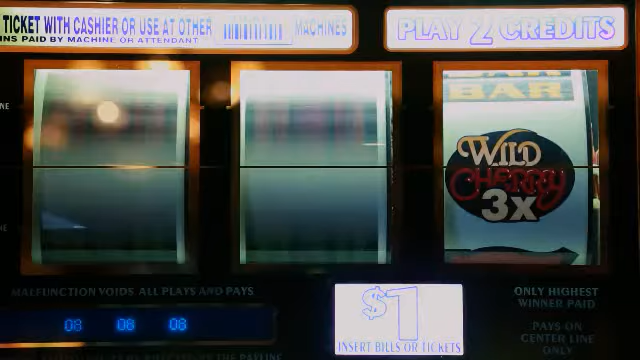 TICKET WITH CASHIER OR USE AT OTHER MACHINES
INS PAID BY MACHINE OR ATTENDANT
PLAY 2 CREDITS
BAR
WILD
CHERRY
3x
MALFUNCTION VOIDS ALL PLAYS AND PAYS
08 08 08
$1
INSERT BILLS OR TICKETS
ONLY HIGHEST
WINNER PAID
PAYS ON
CENTER LINE
ONLY